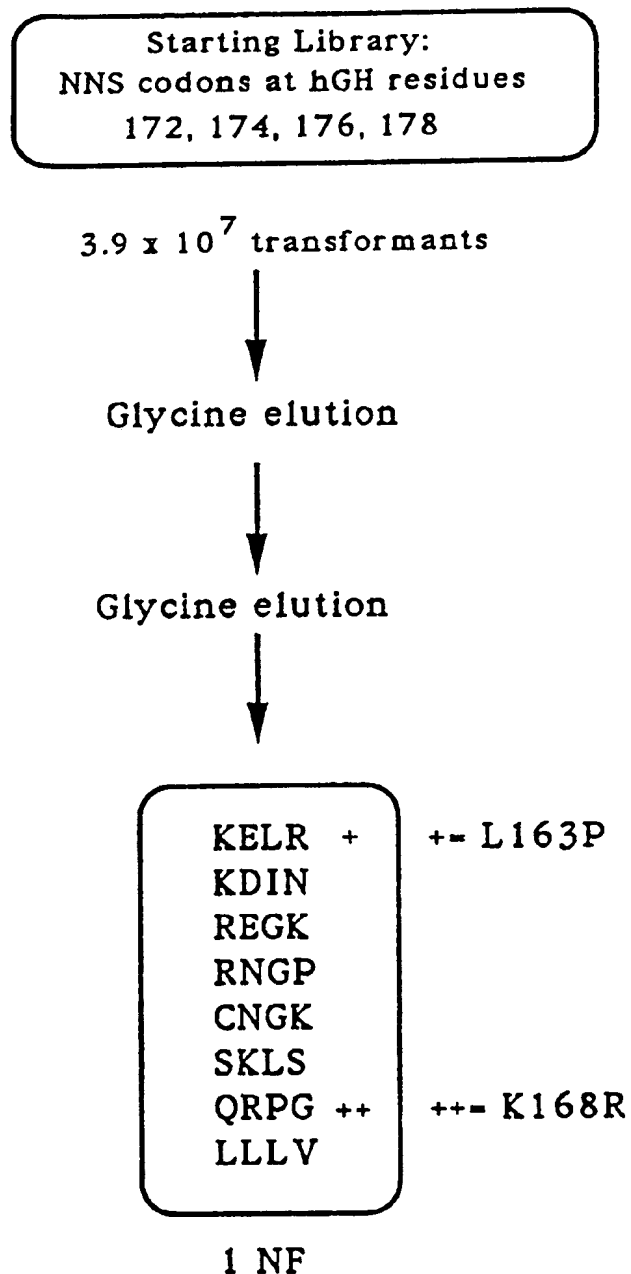 Starting Library:
NNS codons at hGH residues
172, 174, 176, 178
3.9 x 10^7 transformants
Glycine elution
Glycine elution
KELR + += L163P
KDIN
REGK
RNGP
CNGK
SKLS
QRPG ++ ++= K168R
LLLV
1 NF